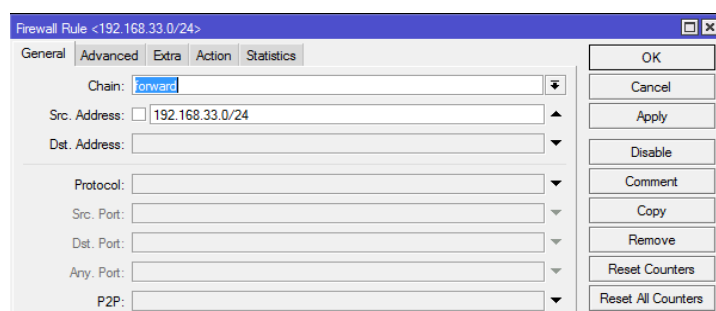 Firewall Rule <192.168.33.0/24>
General Advanced Extra Action Statistics
Chain: forward
Src. Address: 192.168.33.0/24
Dst. Address:
Protocol:
Src. Port:
Dst. Port:
Any. Port:
P2P:
OK
Cancel
Apply
Disable
Comment
Copy
Remove
Reset Counters
Reset All Counters